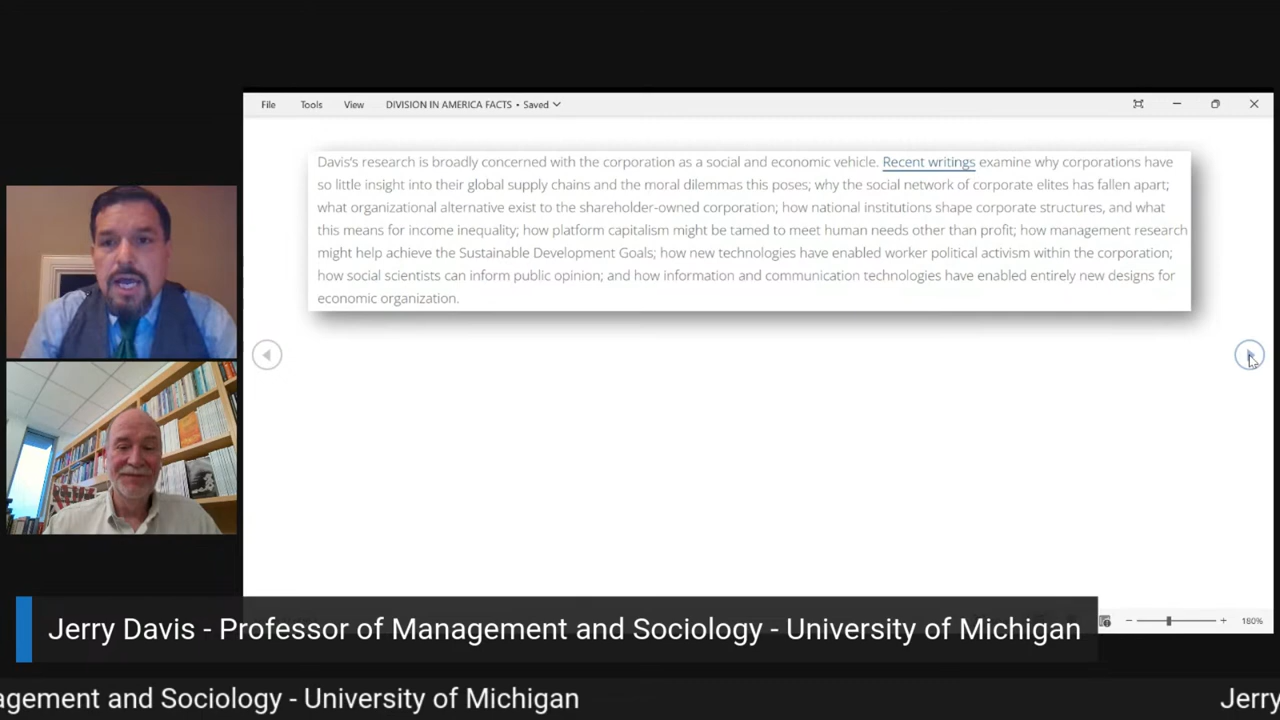 File Tools View DIVISION IN AMERICA FACTS • Saved
Davis's research is broadly concerned with the corporation as a social and economic vehicle. Recent writings examine why corporations have
so little insight into their global supply chains and the moral dilemmas this poses; why the social network of corporate elites has fallen apart;
what organizational alternative exist to the shareholder-owned corporation; how national institutions shape corporate structures, and what
this means for income inequality; how platform capitalism might be tamed to meet human needs other than profit; how management research
might help achieve the Sustainable Development Goals; how new technologies have enabled worker political activism within the corporation;
how social scientists can inform public opinion; and how information and communication technologies have enabled entirely new designs for
economic organization.
Jerry Davis - Professor of Management and Sociology - University of Michigan
180%
agement and Sociology - University of Michigan
Jerry